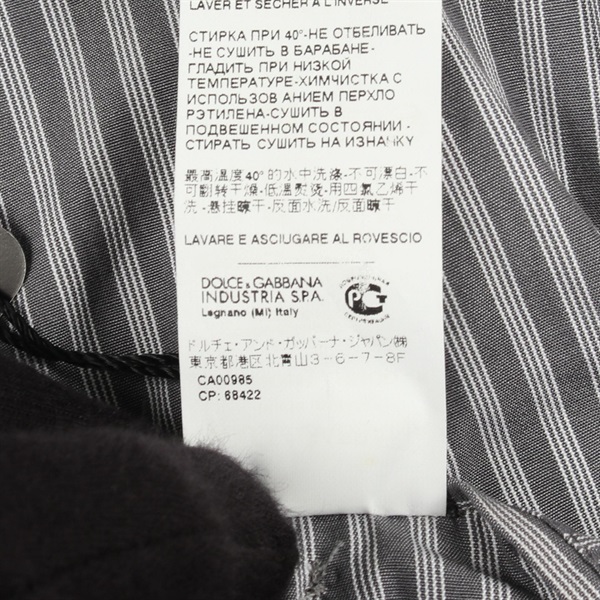 LAVER ET SECHER A L'INVERSE
СТИРКА ПРИ 40°-НЕ ОТБЕЛИВАТЬ
-НЕ СУШИТЬ В БАРАБАНЕ-
ГЛАДИТЬ ПРИ НИЗКОЙ
ТЕМПЕРАТУРЕ-ХИМЧИСТКА С
ИСПОЛЬЗОВ АНИЕМ ПЕРХЛО
РЭТИЛЕНА-СУШИТЬ В
ПОДВЕШЕННОМ СОСТОЯНИИ -
СТИРАТЬ СУШИТЬ НА ИЗНАНКУ
最高温度40°的水中洗涤-不可漂白-不
可翻转干燥-低温熨烫-用四氯乙烯干
洗-悬挂晾干-反面水洗/反面晾干
LAVARE E ASCIUGARE AL ROVESCIO
DOLCE&GABBANA
INDUSTRIA S.P.A.
Legnano (MI) Italy
PG
ドルチェ・アンド・ガッバーナ・ジャパン㈱
東京都港区北青山3-6-7-8F
CA00985
CP: 68422